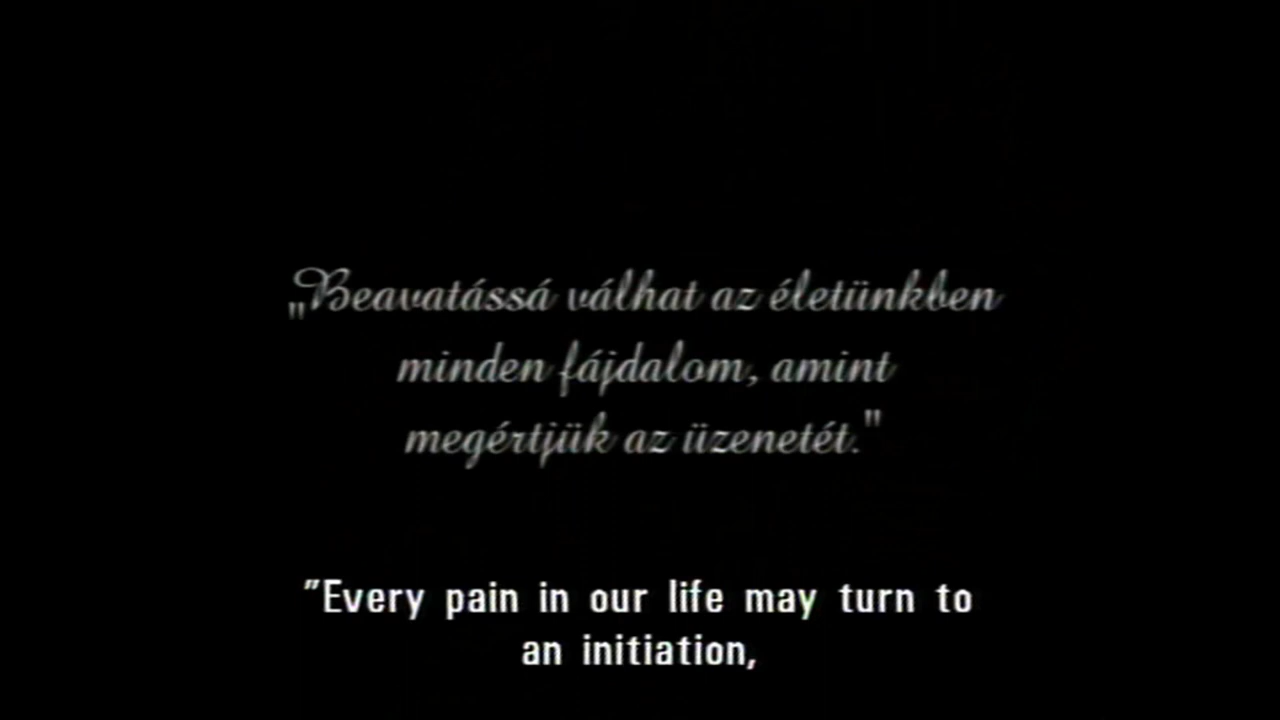 „Beavatássá válhat az életünkben
minden fájdalom, amint
megértjük az üzenetét."
"Every pain in our life may turn to
an initiation,